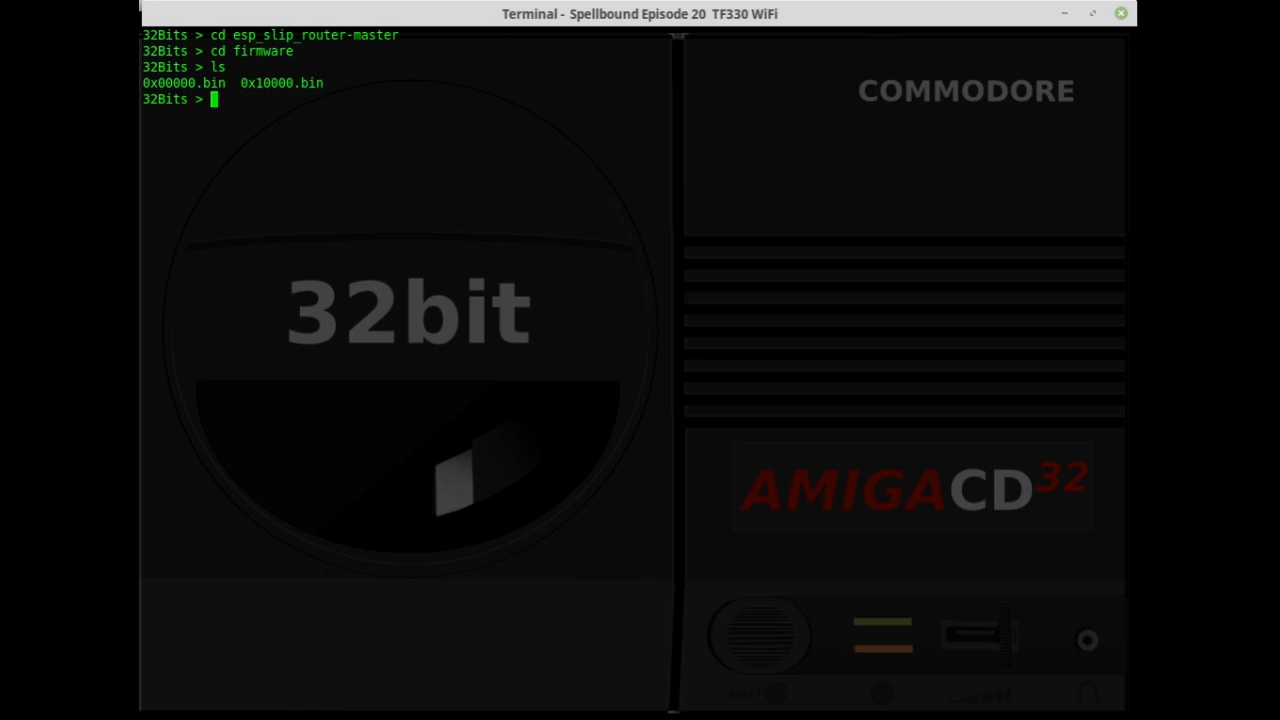 Terminal - Spellbound Episode 20 TF330 WiFi
32Bits > cd esp_slip_router-master
32Bits > cd firmware
32Bits > ls
0x00000.bin 0x10000.bin
32Bits >
COMMODORE
32bit
AMIGACD32